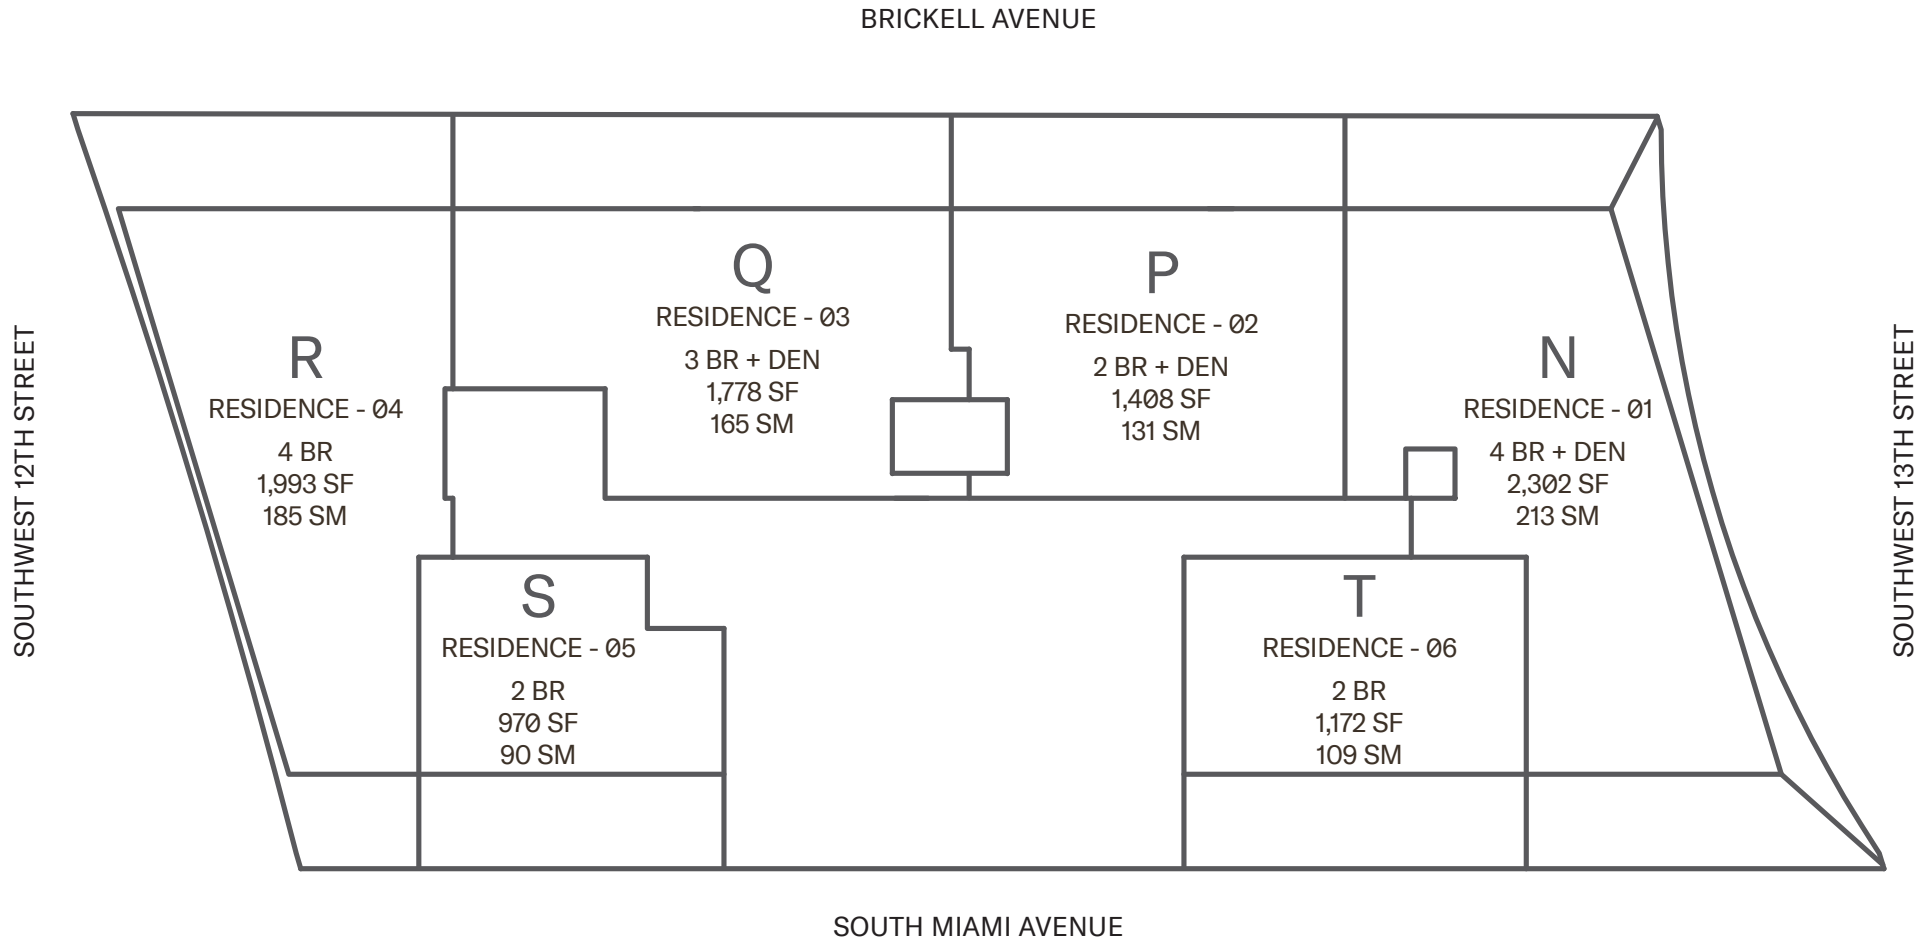 BRICKELL AVENUE
SOUTHWEST 12TH STREET
R
RESIDENCE - 04
4 BR
1,993 SF
185 SM
Q
RESIDENCE - 03
3 BR + DEN
1,778 SF
165 SM
P
RESIDENCE - 02
2 BR + DEN
1,408 SF
131 SM
N
RESIDENCE - 01
4 BR + DEN
2,302 SF
213 SM
SOUTHWEST 13TH STREET
S
RESIDENCE - 05
2 BR
970 SF
90 SM
T
RESIDENCE - 06
2 BR
1,172 SF
109 SM
SOUTH MIAMI AVENUE